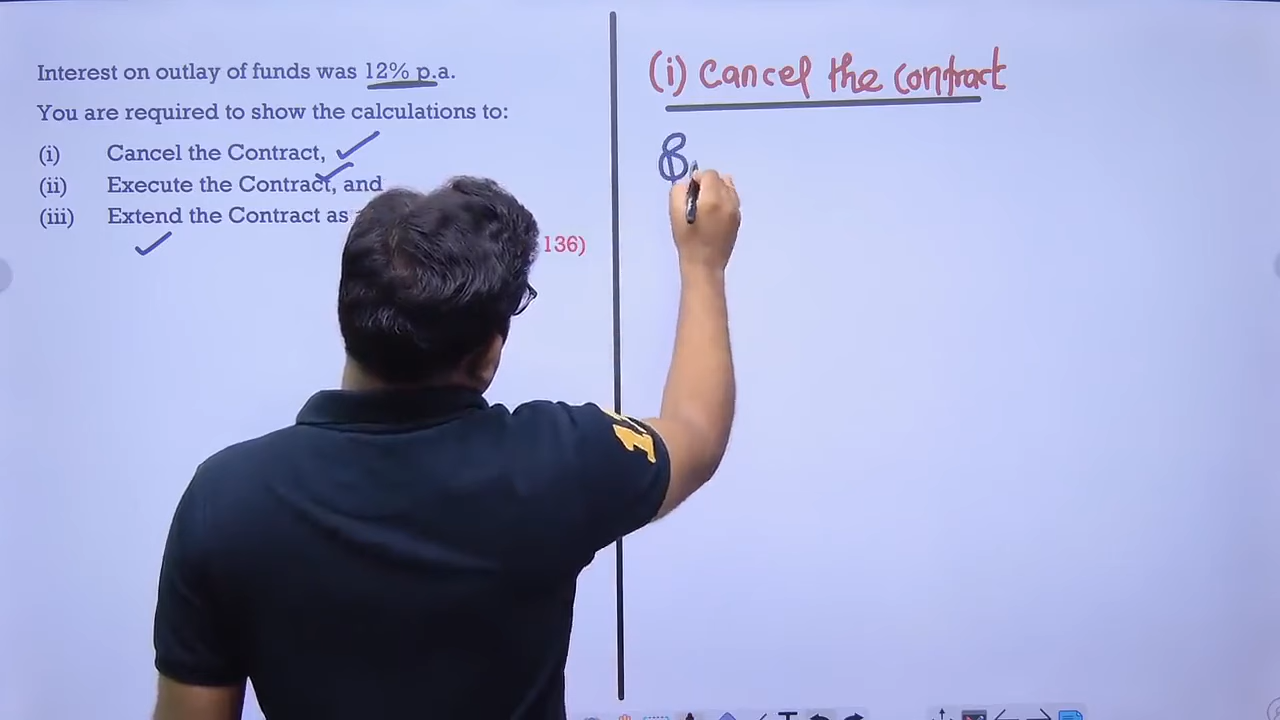 Interest on outlay of funds was 12% p.a.
You are required to show the calculations to:
(i) Cancel the Contract,
(ii) Execute the Contract, and
(iii) Extend the Contract as
136)
(i) Cancel the contract
B
1
T